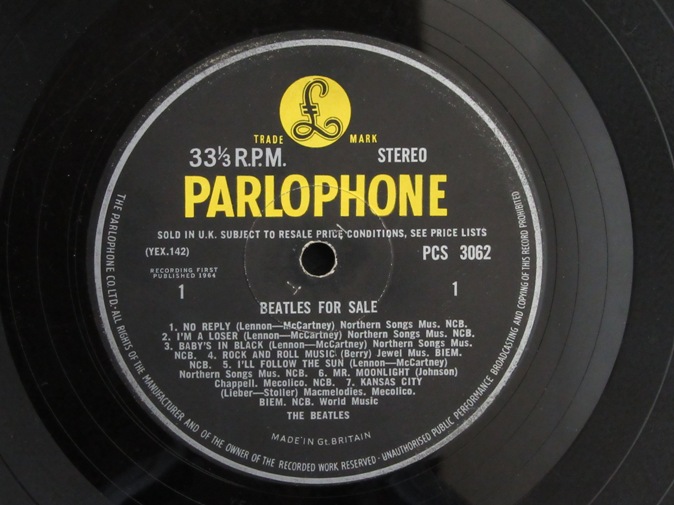 £
TRADE MARK
33⅓ R.P.M. STEREO
PARLOPHONE
SOLD IN U.K. SUBJECT TO RESALE PRICE CONDITIONS, SEE PRICE LISTS
(YEX.142) PCS 3062
RECORDING FIRST
PUBLISHED 1964
1 1
BEATLES FOR SALE
1. NO REPLY (Lennon—McCartney) Northern Songs Mus. NCB.
2. I'M A LOSER (Lennon—McCartney) Northern Songs Mus. NCB.
3. BABY'S IN BLACK (Lennon—McCartney) Northern Songs Mus.
NCB. 4. ROCK AND ROLL MUSIC (Berry) Jewel Mus. BIEM.
NCB. 5. I'LL FOLLOW THE SUN (Lennon—McCartney)
Northern Songs Mus. NCB. 6. MR. MOONLIGHT (Johnson)
Chappell. Mecolico. NCB. 7. KANSAS CITY
(Lieber—Stoller) Macmelodies. Mecolico.
BIEM. NCB. World Music
THE BEATLES
MADE IN Gt. BRITAIN
THE PARLOPHONE CO. LTD.· ALL RIGHTS OF THE MANUFACTURER AND OF THE OWNER OF THE RECORDED WORK RESERVED · UNAUTHORISED PUBLIC PERFORMANCE BROADCASTING AND COPYING OF THIS RECORD PROHIBITED